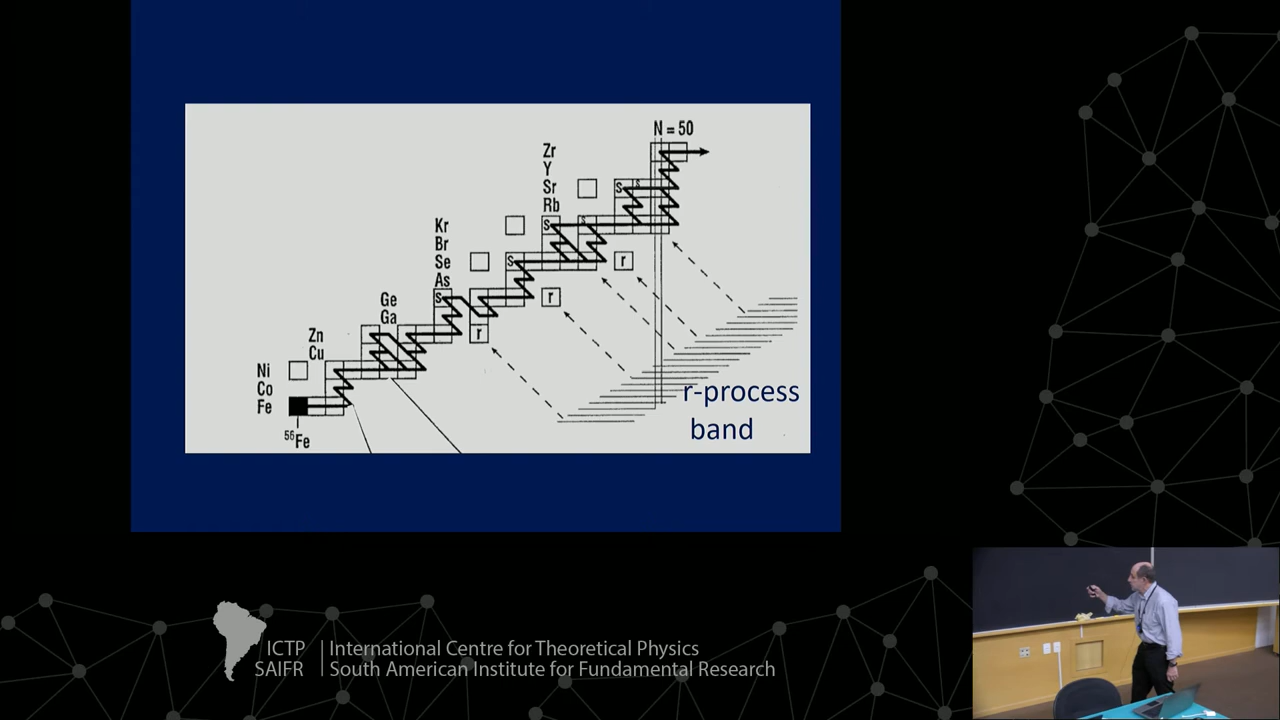 N = 50
Zr
Y
Sr
Rb
s
s
s
s
Kr
Br
Se
As
s
s
r
r
r
Ge
Ga
Zn
Cu
Ni
Co
Fe
56Fe
r-process
band
ICTP
SAIFR
International Centre for Theoretical Physics
South American Institute for Fundamental Research